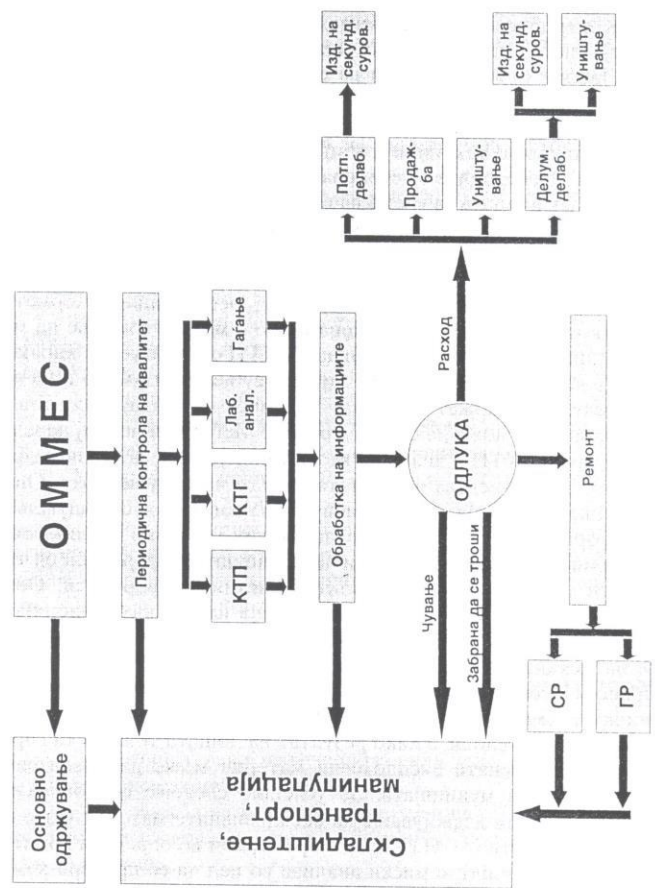 ОММЕС
Основно
одржување
Периодична контрола на квалитет
КТП
КТГ
Лаб.
анал.
Гаѓање
Обработка на информациите
Складиштење,
транспорт,
манипулација
ОДЛУКА
Чување
Забрана да се троши
Расход
Ремонт
СР
ГР
Потп.
делаб.
Продаж-
ба
Уништу-
вање
Делум.
делаб.
Изд. на
секунд.
суров.
Изд. на
секунд.
суров.
Уништу-
вање